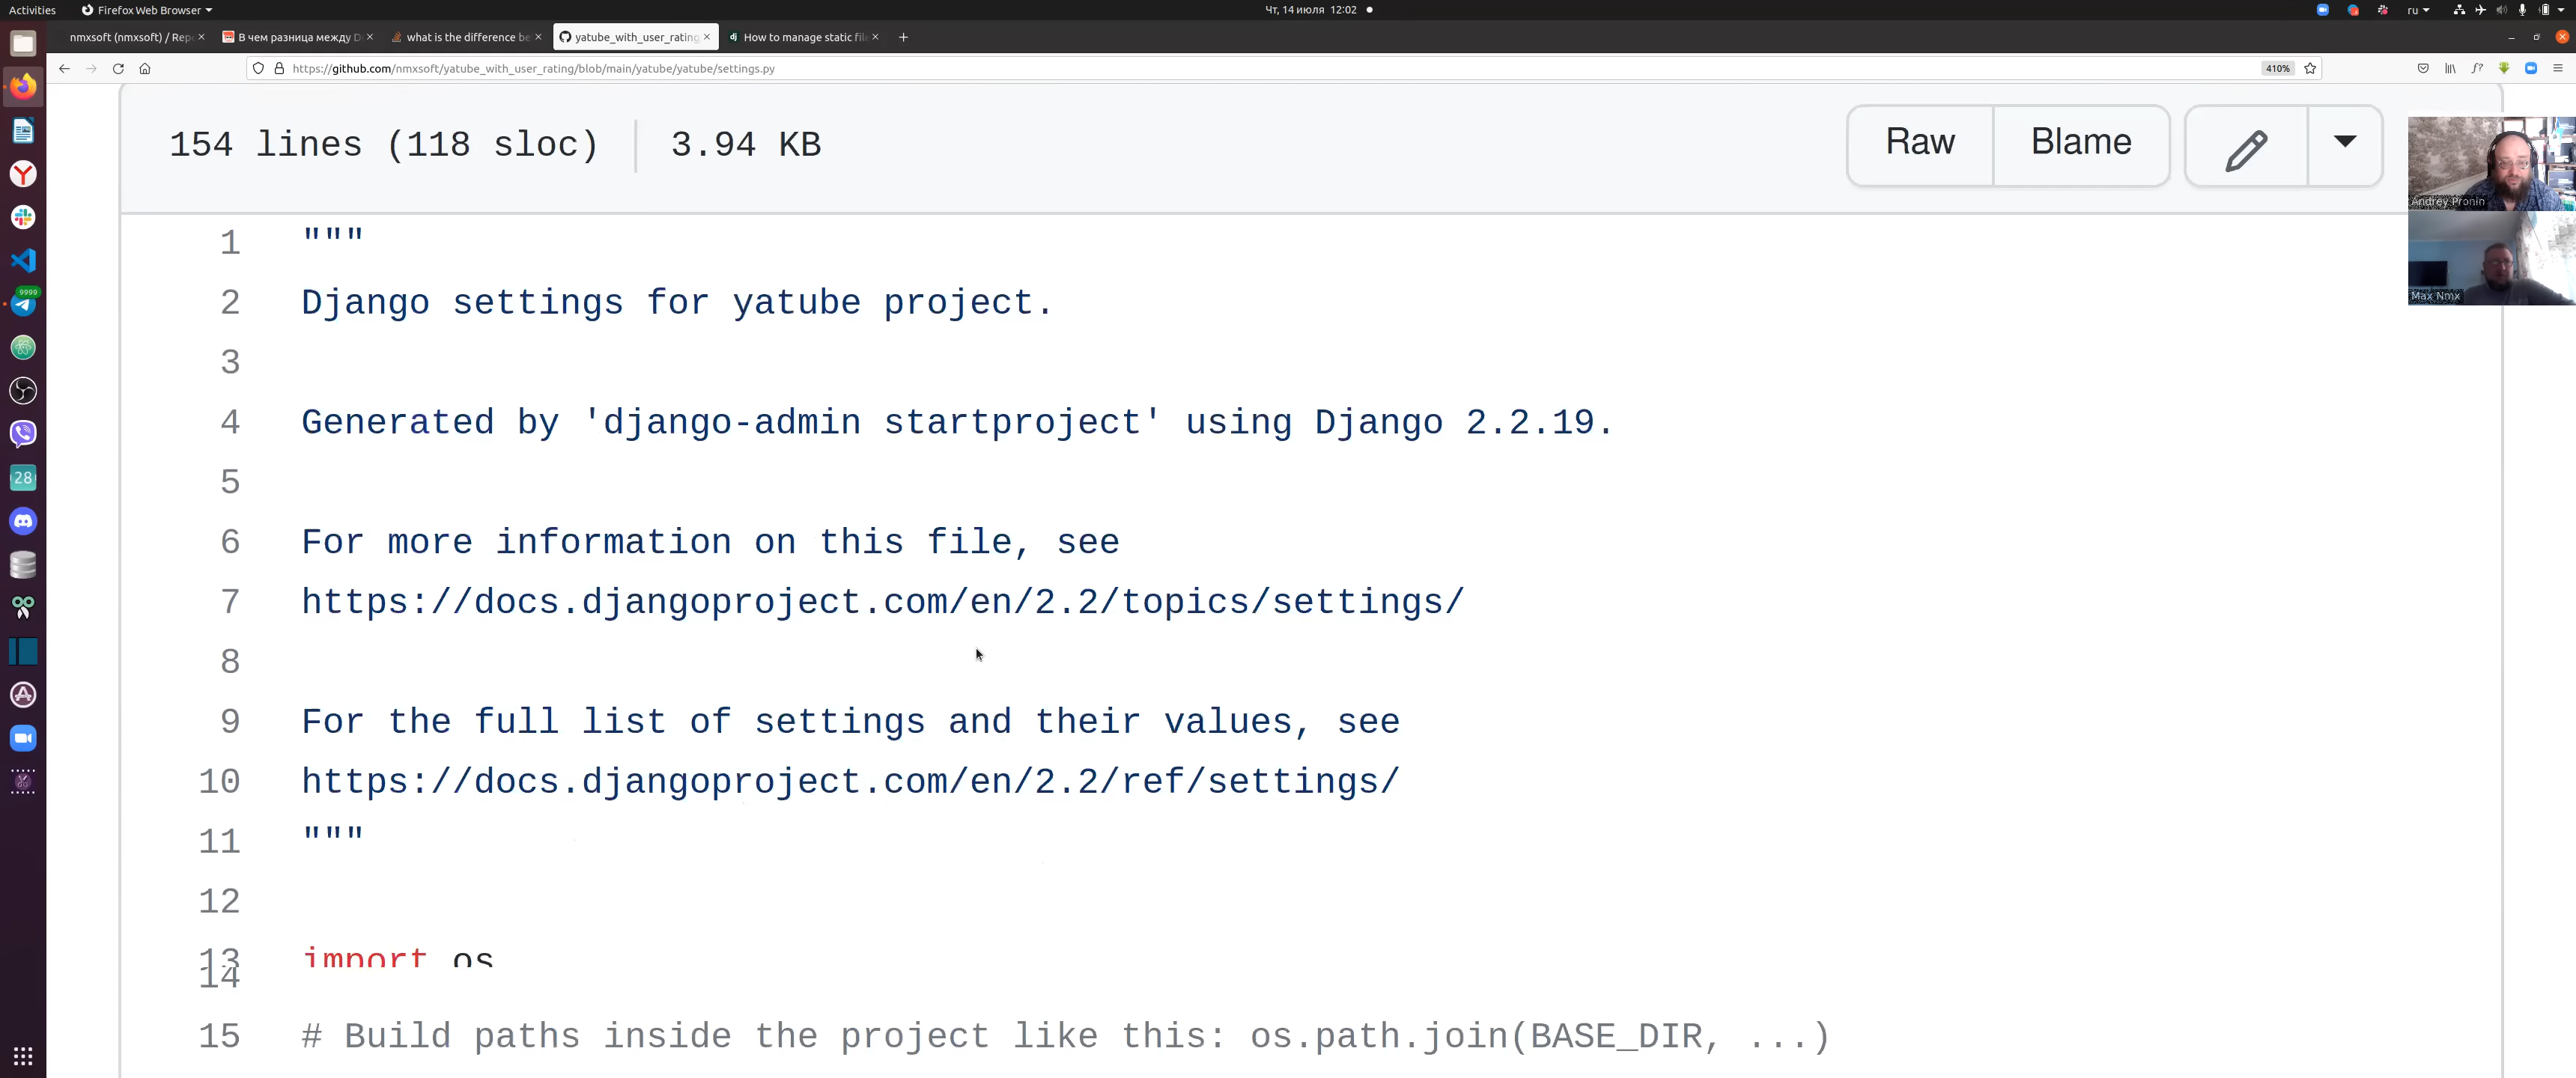 Activities
Firefox Web Browser
Чт, 14 июля 12:02
ru
nmxsoft (nmxsoft) / Rep
В чем разница между D
what is the difference be
yatube_with_user_rating
How to manage static fil
https://github.com/nmxsoft/yatube_with_user_rating/blob/main/yatube/yatube/settings.py
410%
154 lines (118 sloc)
3.94 KB
Raw
Blame
Andrey Pronin
Max Nmx
9999
28
1 """
2 Django settings for yatube project.
3
4 Generated by 'django-admin startproject' using Django 2.2.19.
5
6 For more information on this file, see
7 https://docs.djangoproject.com/en/2.2/topics/settings/
8
9 For the full list of settings and their values, see
10 https://docs.djangoproject.com/en/2.2/ref/settings/
11 """
12
13 import os
14
15 # Build paths inside the project like this: os.path.join(BASE_DIR, ...)